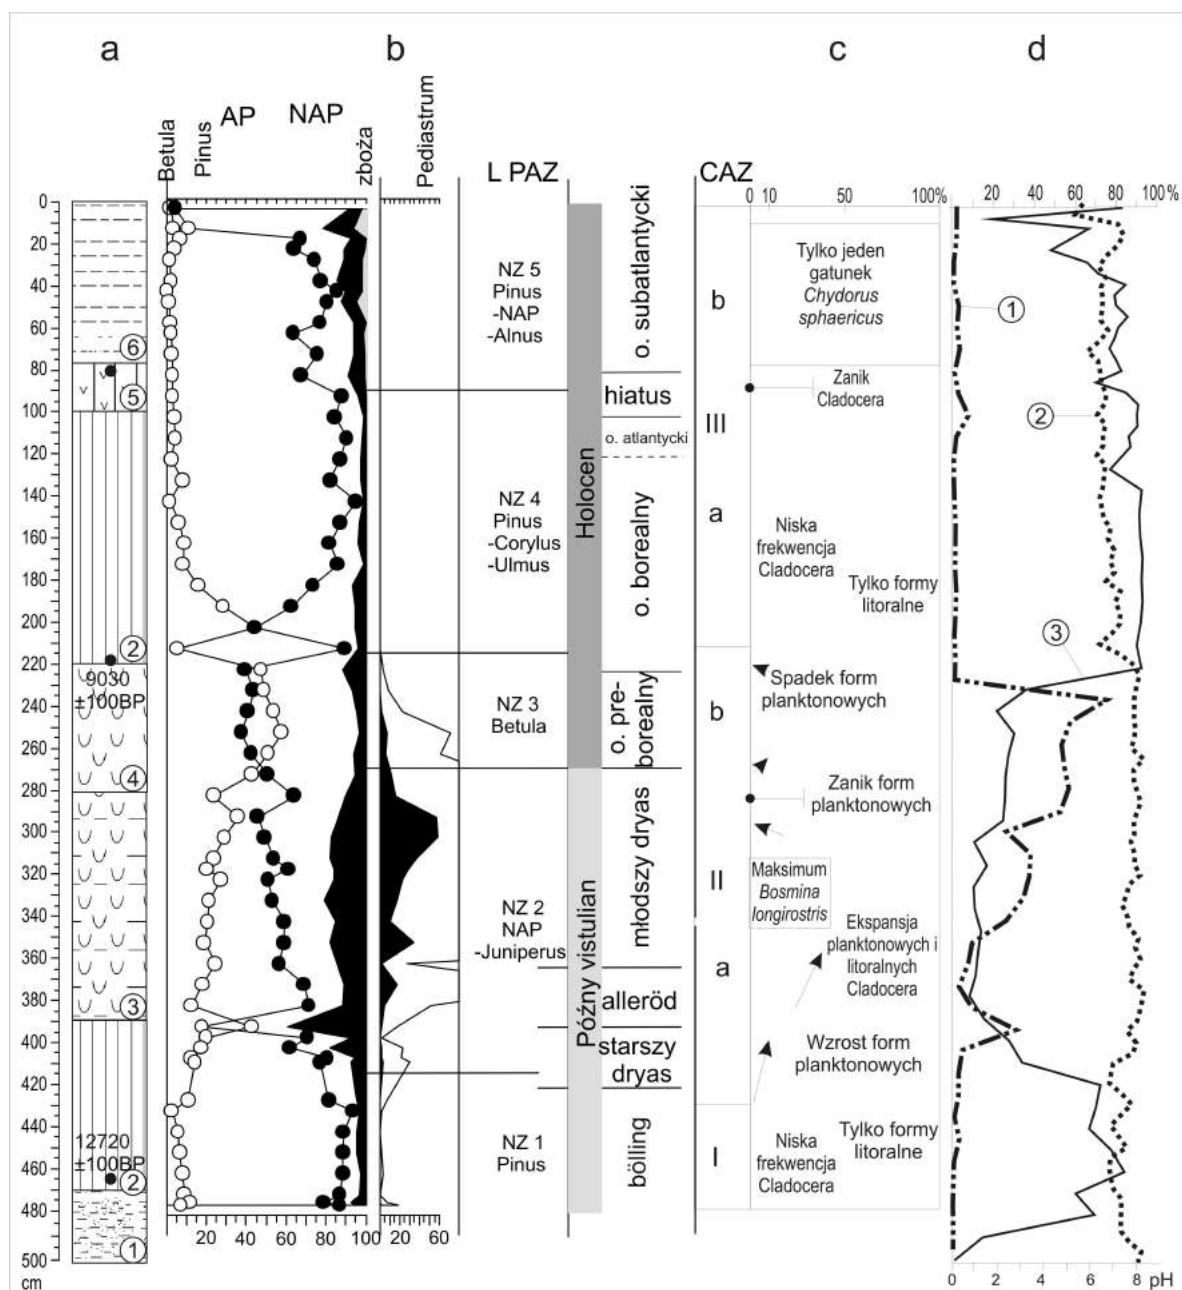 a
b
c
d
Betula
Pinus
AP
NAP
zboża
Pediastrum
L PAZ
CAZ
0
10
50
100%
20
40
60
80
100%
0
20
40
60
80
100
120
140
160
180
200
220
240
260
280
300
320
340
360
380
400
420
440
460
480
500
cm
6
5
2
9030
±100BP
4
3
12720
±100BP
2
1
20
40
60
80
100
20
60
NZ 5
Pinus
-NAP
-Alnus
NZ 4
Pinus
-Corylus
-Ulmus
NZ 3
Betula
NZ 2
NAP
-Juniperus
NZ 1
Pinus
Holocen
Późny vistulian
o. subatlantycki
hiatus
o. atlantycki
o. borealny
o. pre-
borealny
młodszy dryas
alleröd
starszy
dryas
bölling
b
III
a
b
II
a
I
Tylko jeden
gatunek
Chydorus
sphaericus
Zanik
Cladocera
Niska
frekwencja
Cladocera
Tylko formy
litoralne
Spadek form
planktonowych
Zanik form
planktonowych
Maksimum
Bosmina
longirostris
Ekspansja
planktonowych i
litoralnych
Cladocera
Wzrost form
planktonowych
Tylko formy
litoralne
Niska
frekwencja
Cladocera
1
2
3
0
2
4
6
8
pH